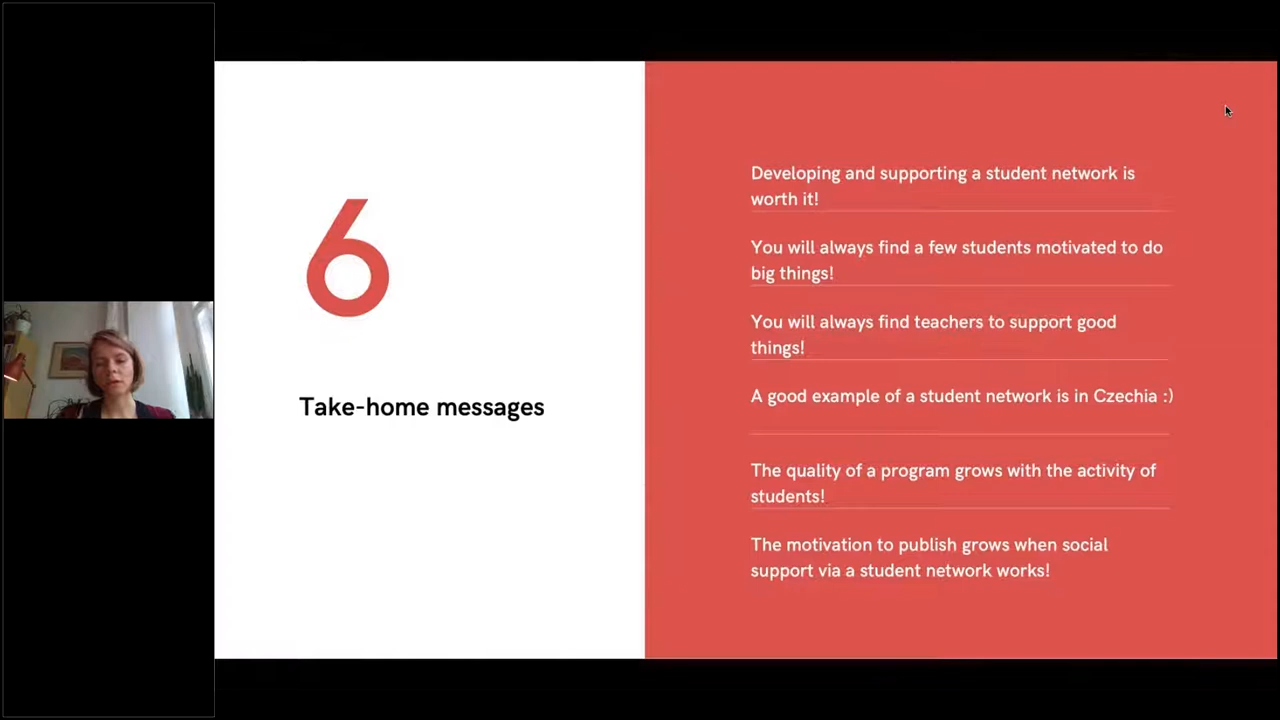 6
Take-home messages
Developing and supporting a student network is
worth it!
You will always find a few students motivated to do
big things!
You will always find teachers to support good
things!
A good example of a student network is in Czechia :)
The quality of a program grows with the activity of
students!
The motivation to publish grows when social
support via a student network works!